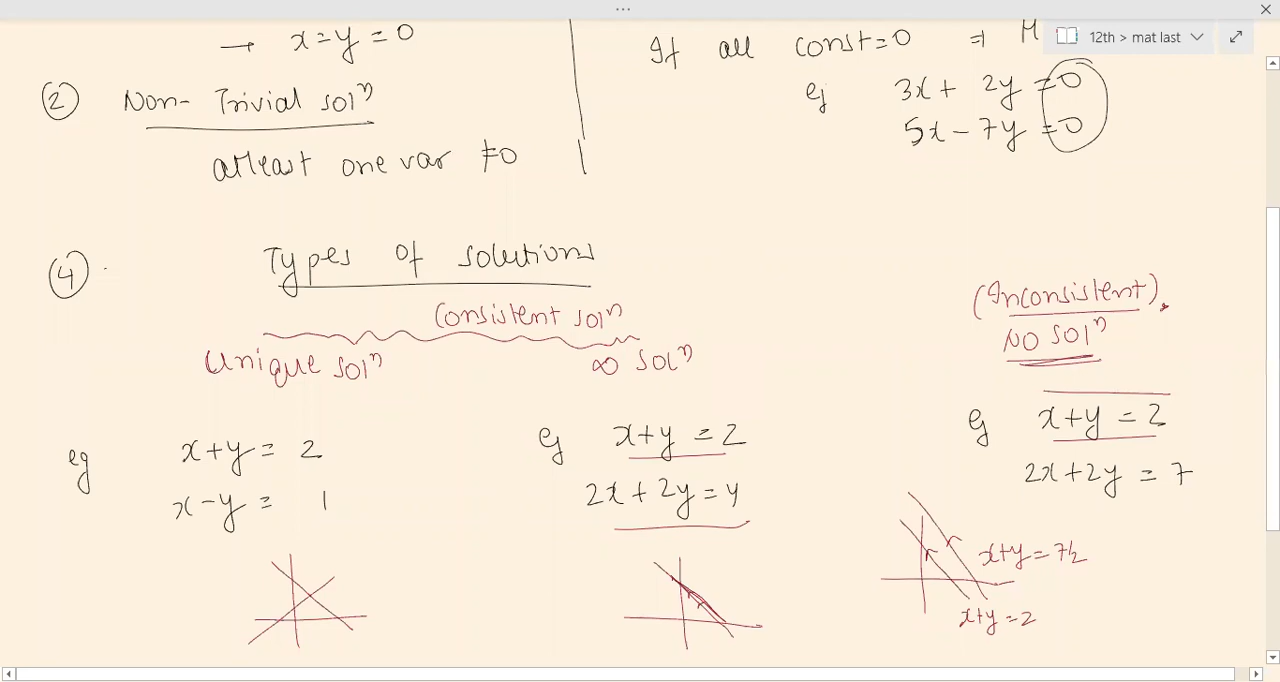 → x=y=0
② Non-Trivial solⁿ
atleast one var ≠0
If all const=0 ⇒ H
12th > mat last
eg 3x + 2y = 0
5x - 7y = 0
④ Types of solutions
Consistent solⁿ
Unique solⁿ
∞ solⁿ
(Inconsistent).
NO solⁿ
eg x+y = 2
x-y = 1
eg x+y = 2
2x + 2y = 4
eg x+y = 2
2x+2y = 7
x+y = 7/2
x+y = 2